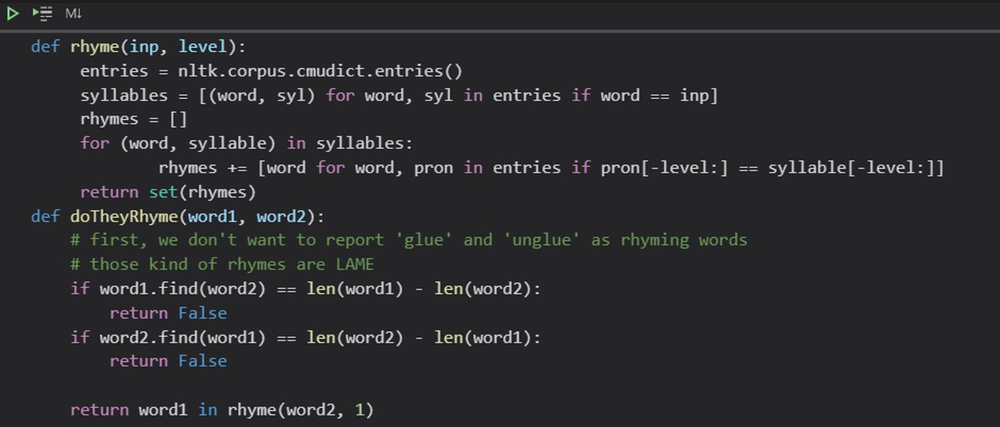 M↓
def rhyme(inp, level):
     entries = nltk.corpus.cmudict.entries()
     syllables = [(word, syl) for word, syl in entries if word == inp]
     rhymes = []
     for (word, syllable) in syllables:
             rhymes += [word for word, pron in entries if pron[-level:] == syllable[-level:]]
     return set(rhymes)
def doTheyRhyme(word1, word2):
    # first, we don't want to report 'glue' and 'unglue' as rhyming words
    # those kind of rhymes are LAME
    if word1.find(word2) == len(word1) - len(word2):
        return False
    if word2.find(word1) == len(word2) - len(word1):
        return False
    return word1 in rhyme(word2, 1)